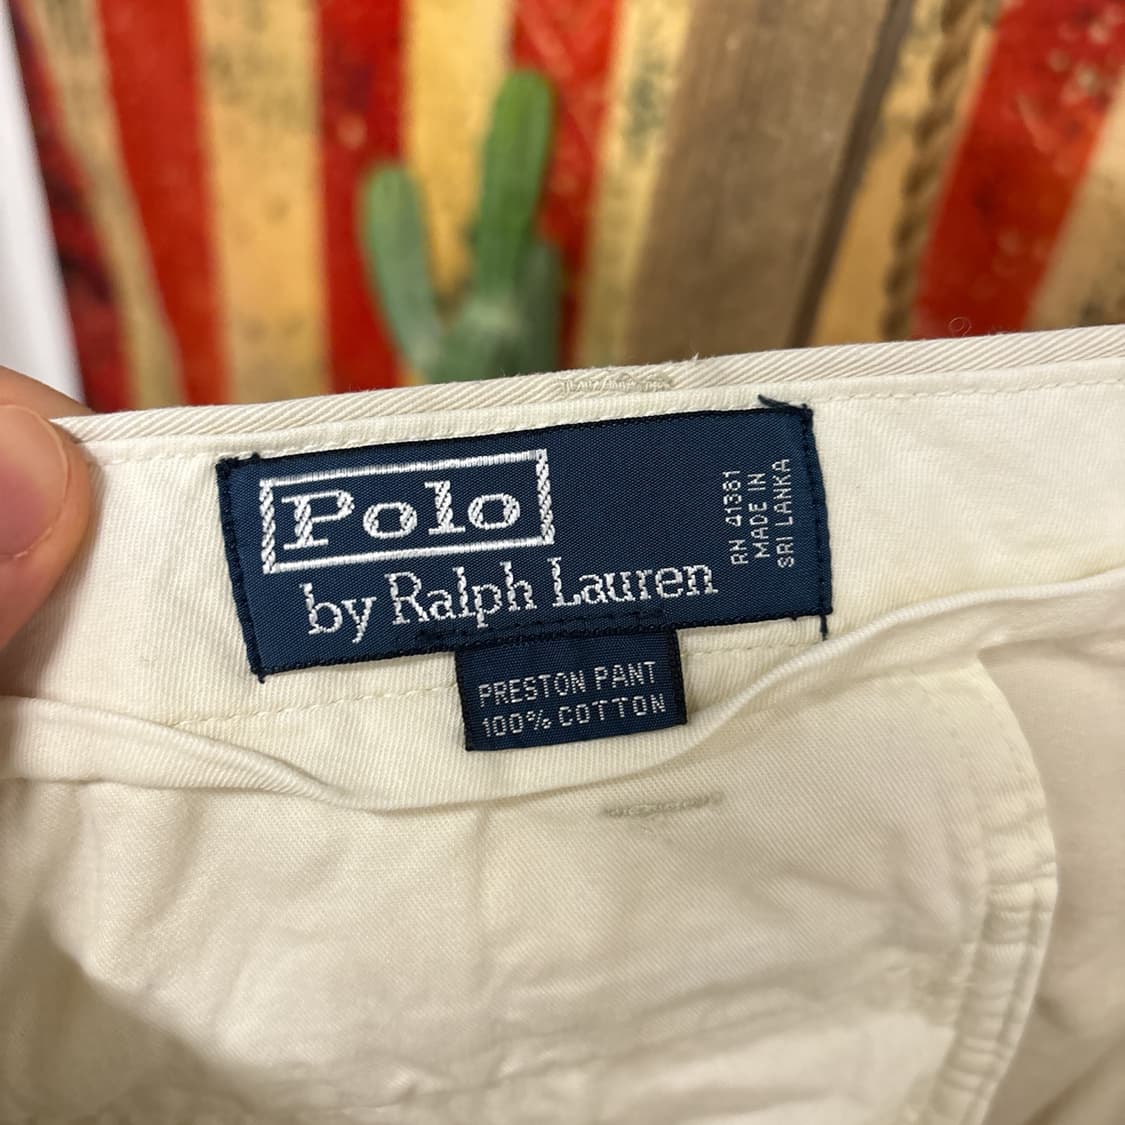 Polo
by Ralph Lauren
RN 41381
MADE IN
SRI LANKA
PRESTON PANT
100% COTTON